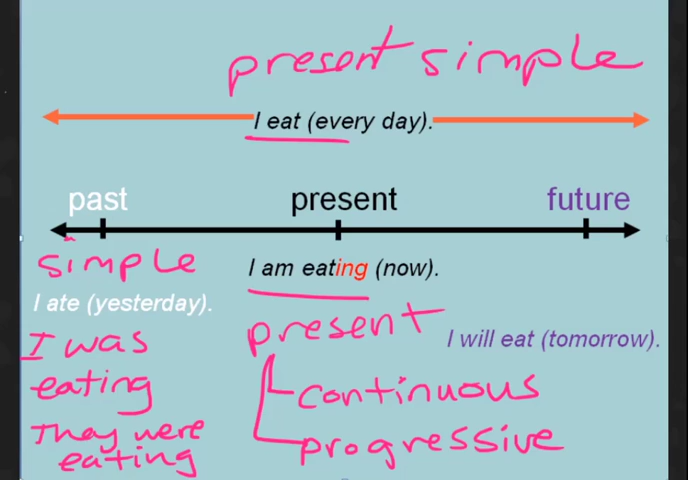 present simple
I eat (every day).
past present future
simple
I am eating (now).
I ate (yesterday).
present
I will eat (tomorrow).
I was
eating
continuous
They were
eating
progressive